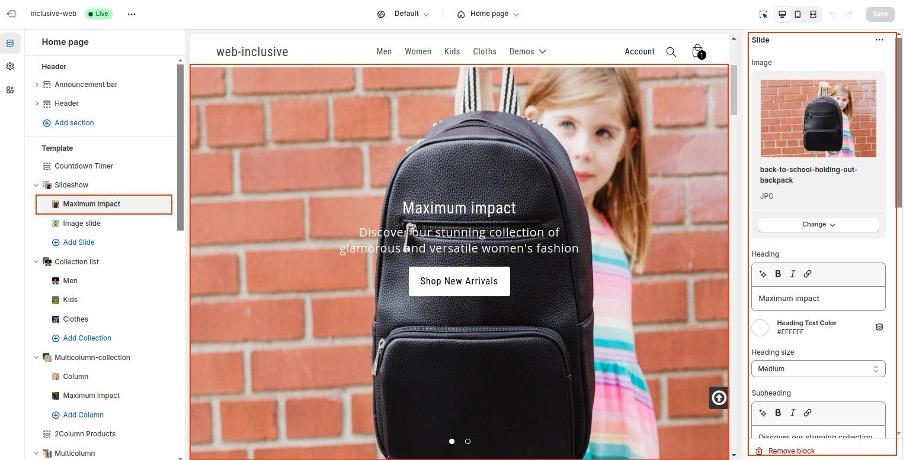 inclusive-web
Live
Default
Home page
Save
Home page
Header
Announcement bar
Header
Add section
Template
Countdown Timer
Slideshow
Maximum impact
Image slide
Add Slide
Collection list
Men
Kids
Clothes
Add Collection
Multicolumn-collection
Column
Maximum Impact
Add Column
2Column Products
Multicolumn
web-inclusive
Men Women Kids Cloths Demos
Account
1
Maximum impact
Discover our stunning collection of
glamorous and versatile women's fashion
Shop New Arrivals
Slide
Image
back-to-school-holding-out-
backpack
JPG
Change
Heading
B I
Maximum impact
Heading Text Color
#FFFFFF
Heading size
Medium
Subheading
B I
Discover our stunning collection
Remove block